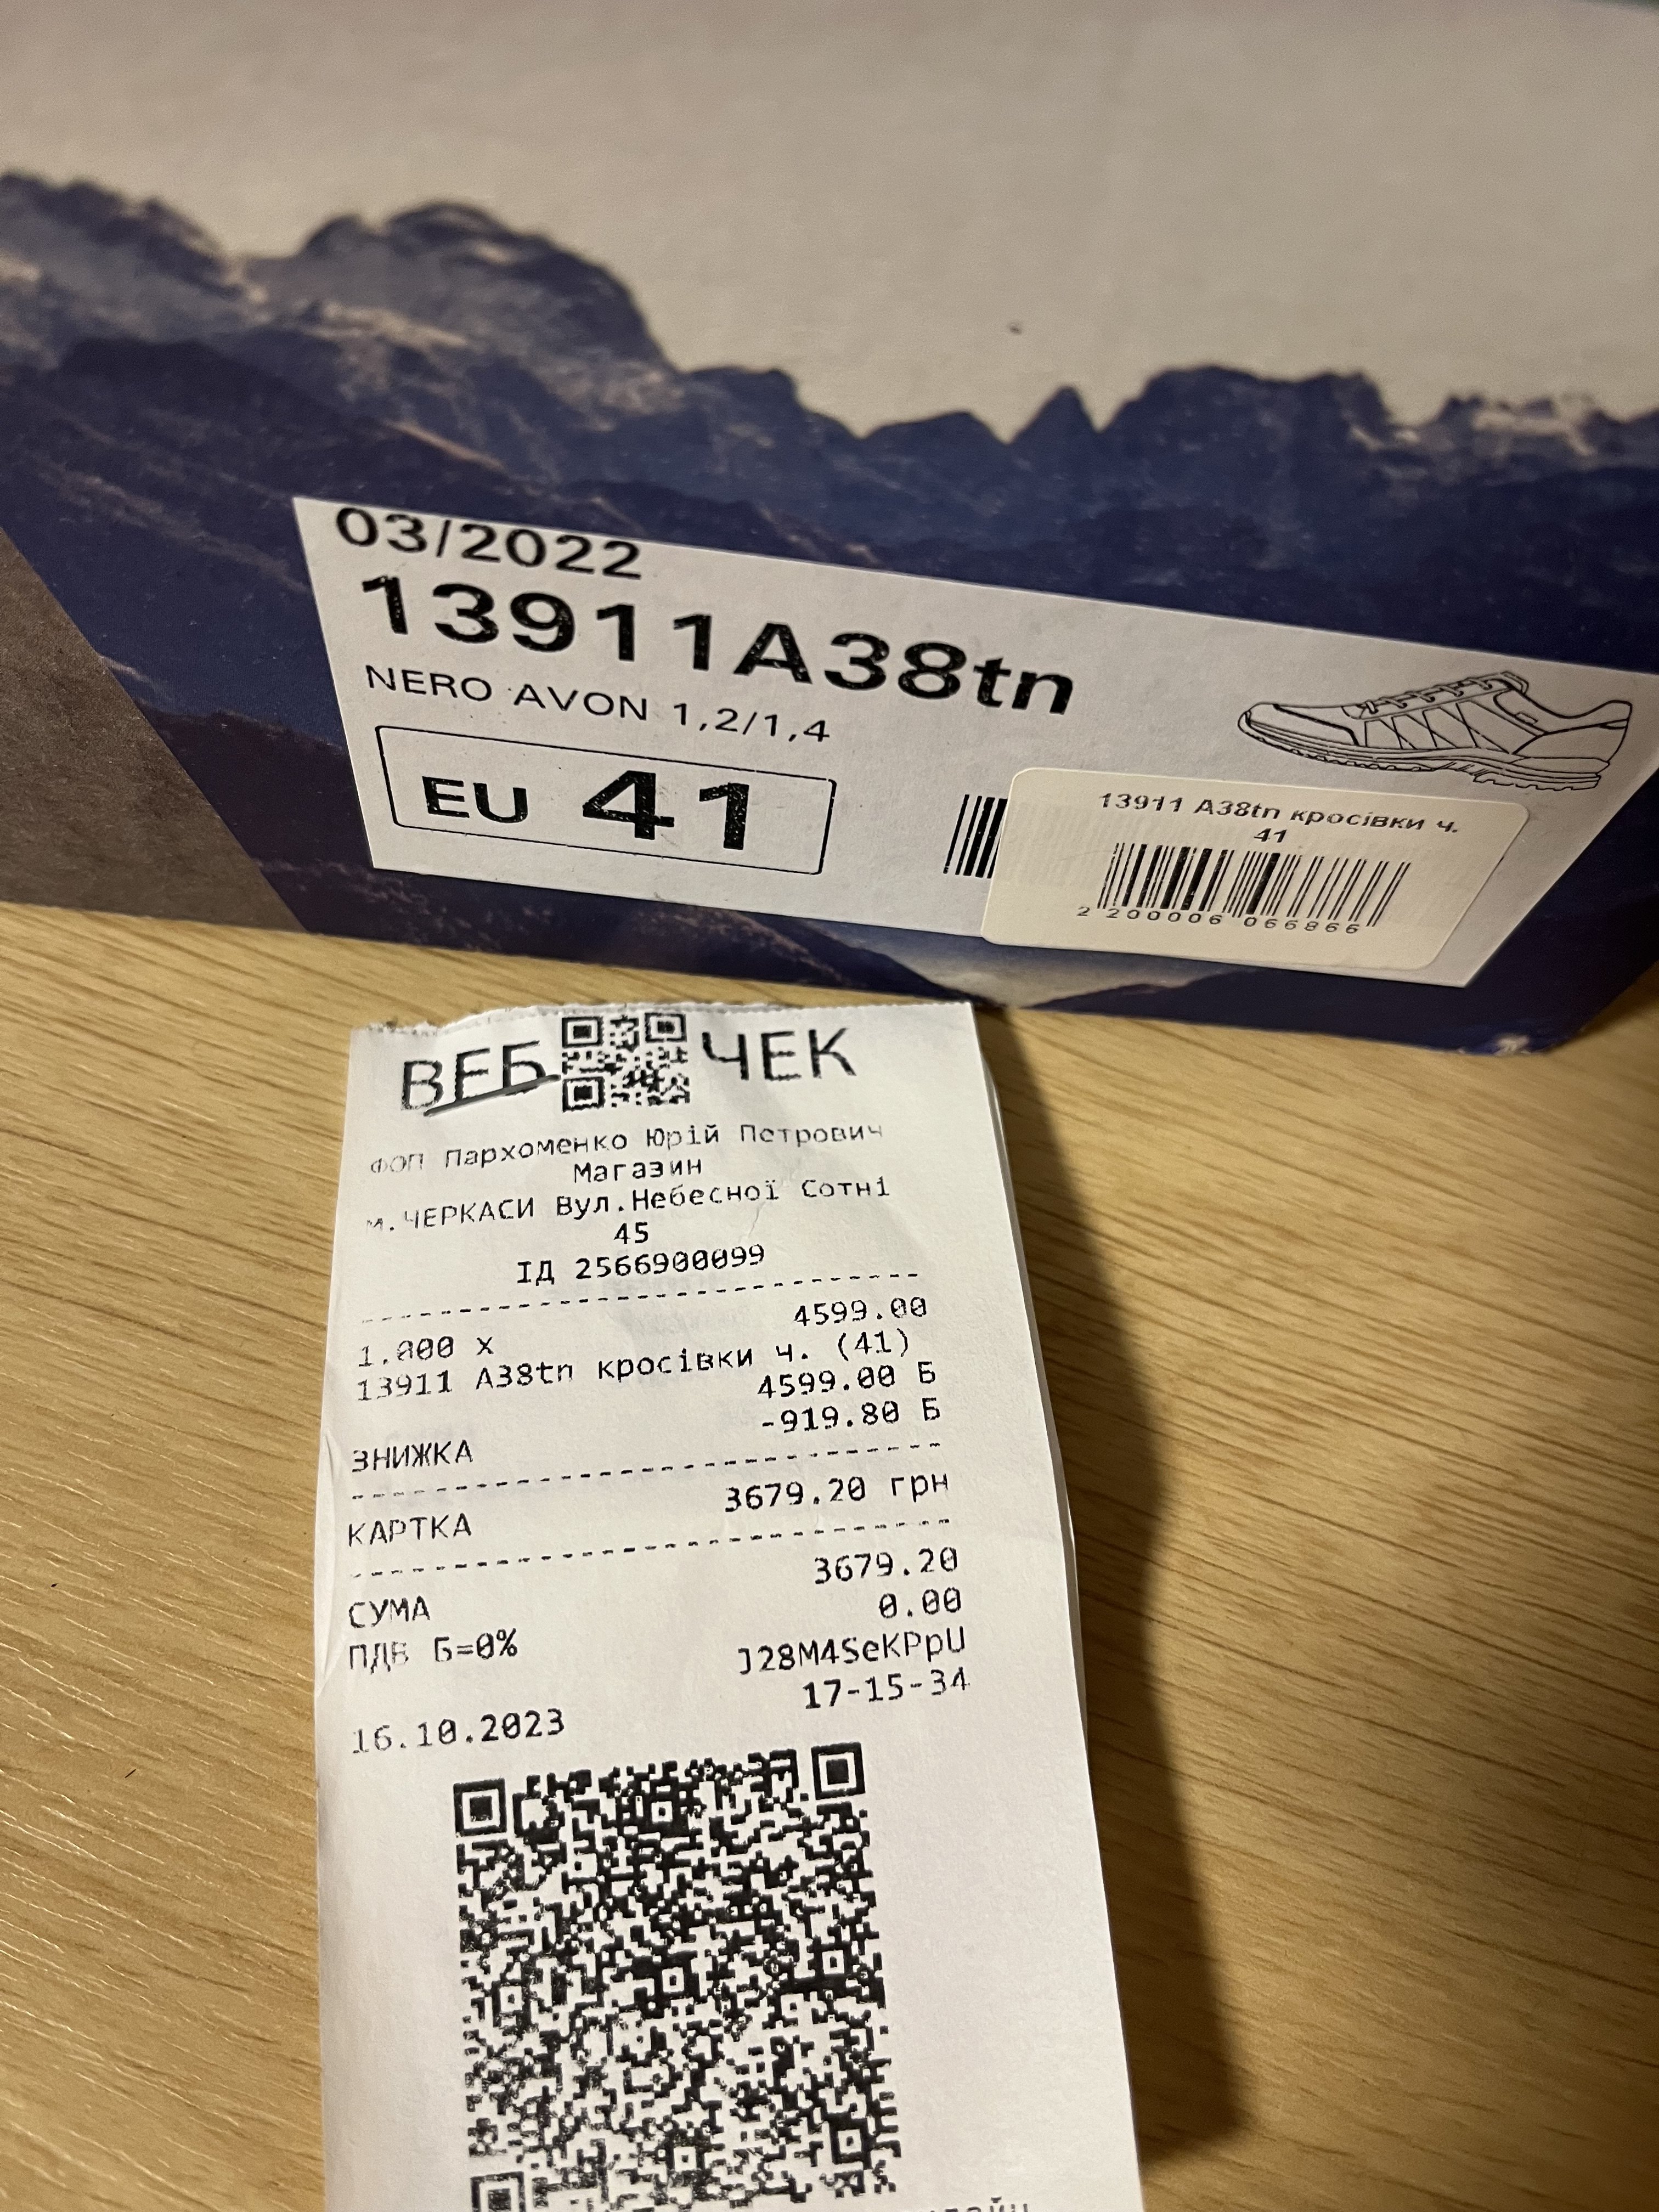 03/2022
13911A38tn
NERO AVON 1,2/1,4
EU 41
13911 A38tn кросівки ч.
41
2 200006 066866
ВЕБ ЧЕК
ФОП Пархоменко Юрій Петрович
Магазин
м.ЧЕРКАСИ Вул.Небесної Сотні
45
ІД 2566900099
1.000 x 4599.00
13911 A38tn кросівки ч. (41)
4599.00 Б
ЗНИЖКА -919.80 Б
КАРТКА 3679.20 грн
СУМА 3679.20
ПДВ Б=0% 0.00
J28M4SeKPpU
16.10.2023 17-15-34